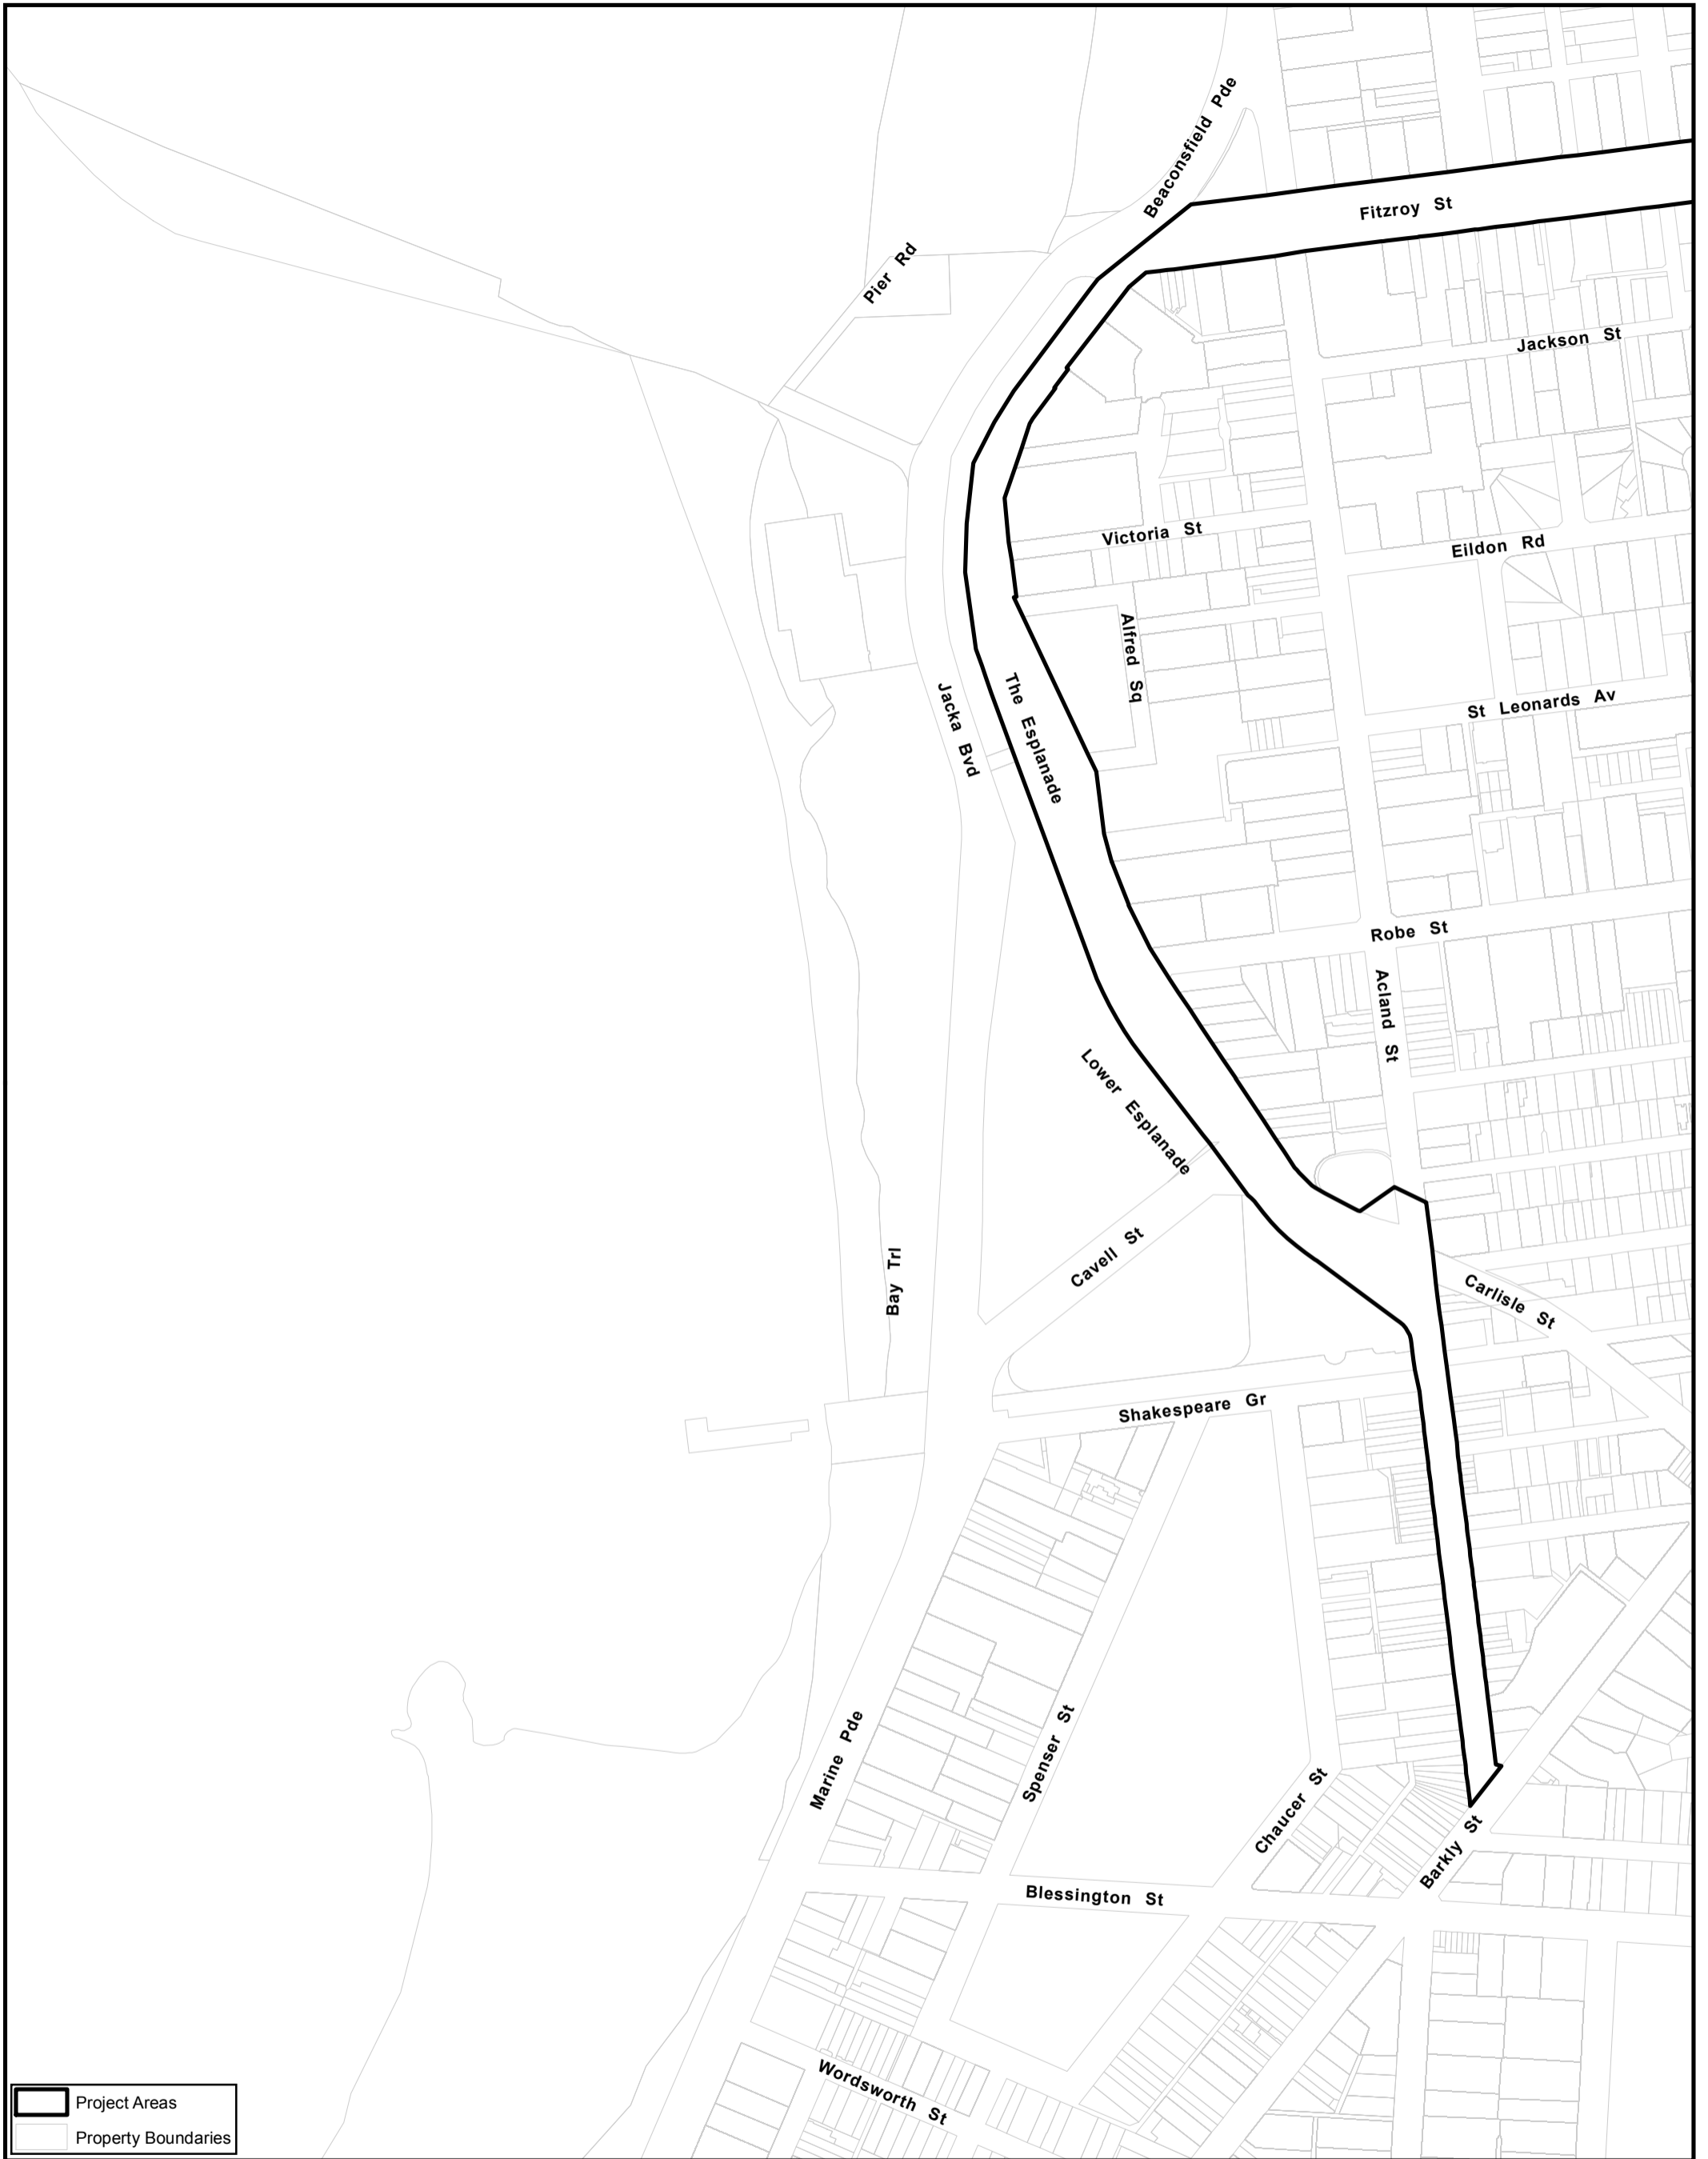 Beaconsfield Pde
Fitzroy St
Pier Rd
Jackson St
Victoria St
Eildon Rd
Alfred Sq
The Esplanade
Jacka Bvd
St Leonards Av
Robe St
Acland St
Lower Esplanade
Cavell St
Bay Trl
Carlisle St
Shakespeare Gr
Marine Pde
Spenser St
Chaucer St
Barkly St
Blessington St
Wordsworth St
Project Areas
Property Boundaries